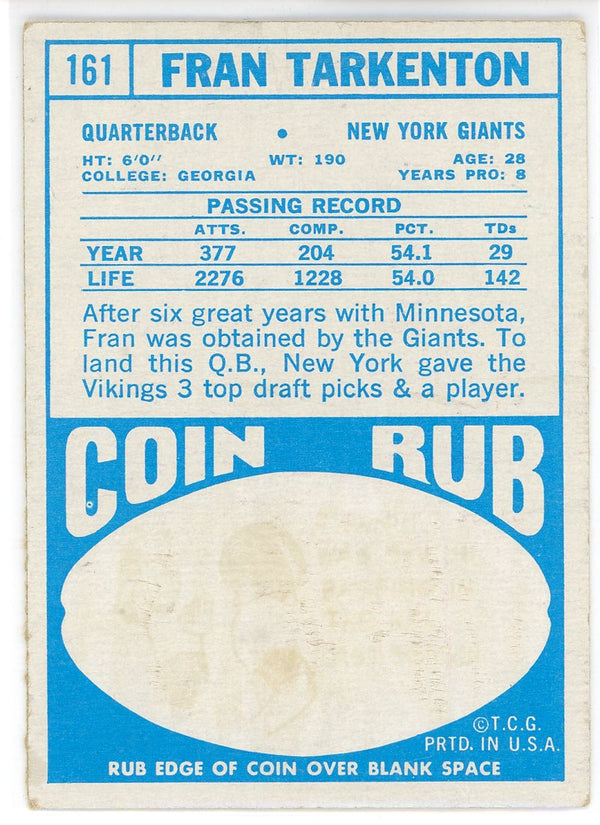 161 FRAN TARKENTON
QUARTERBACK • NEW YORK GIANTS
HT: 6'0" WT: 190 AGE: 28
COLLEGE: GEORGIA YEARS PRO: 8
PASSING RECORD
ATTS. COMP. PCT. TDs
YEAR 377 204 54.1 29
LIFE 2276 1228 54.0 142
After six great years with Minnesota,
Fran was obtained by the Giants. To
land this Q.B., New York gave the
Vikings 3 top draft picks & a player.
COIN RUB
©T.C.G.
PRTD. IN U.S.A.
RUB EDGE OF COIN OVER BLANK SPACE